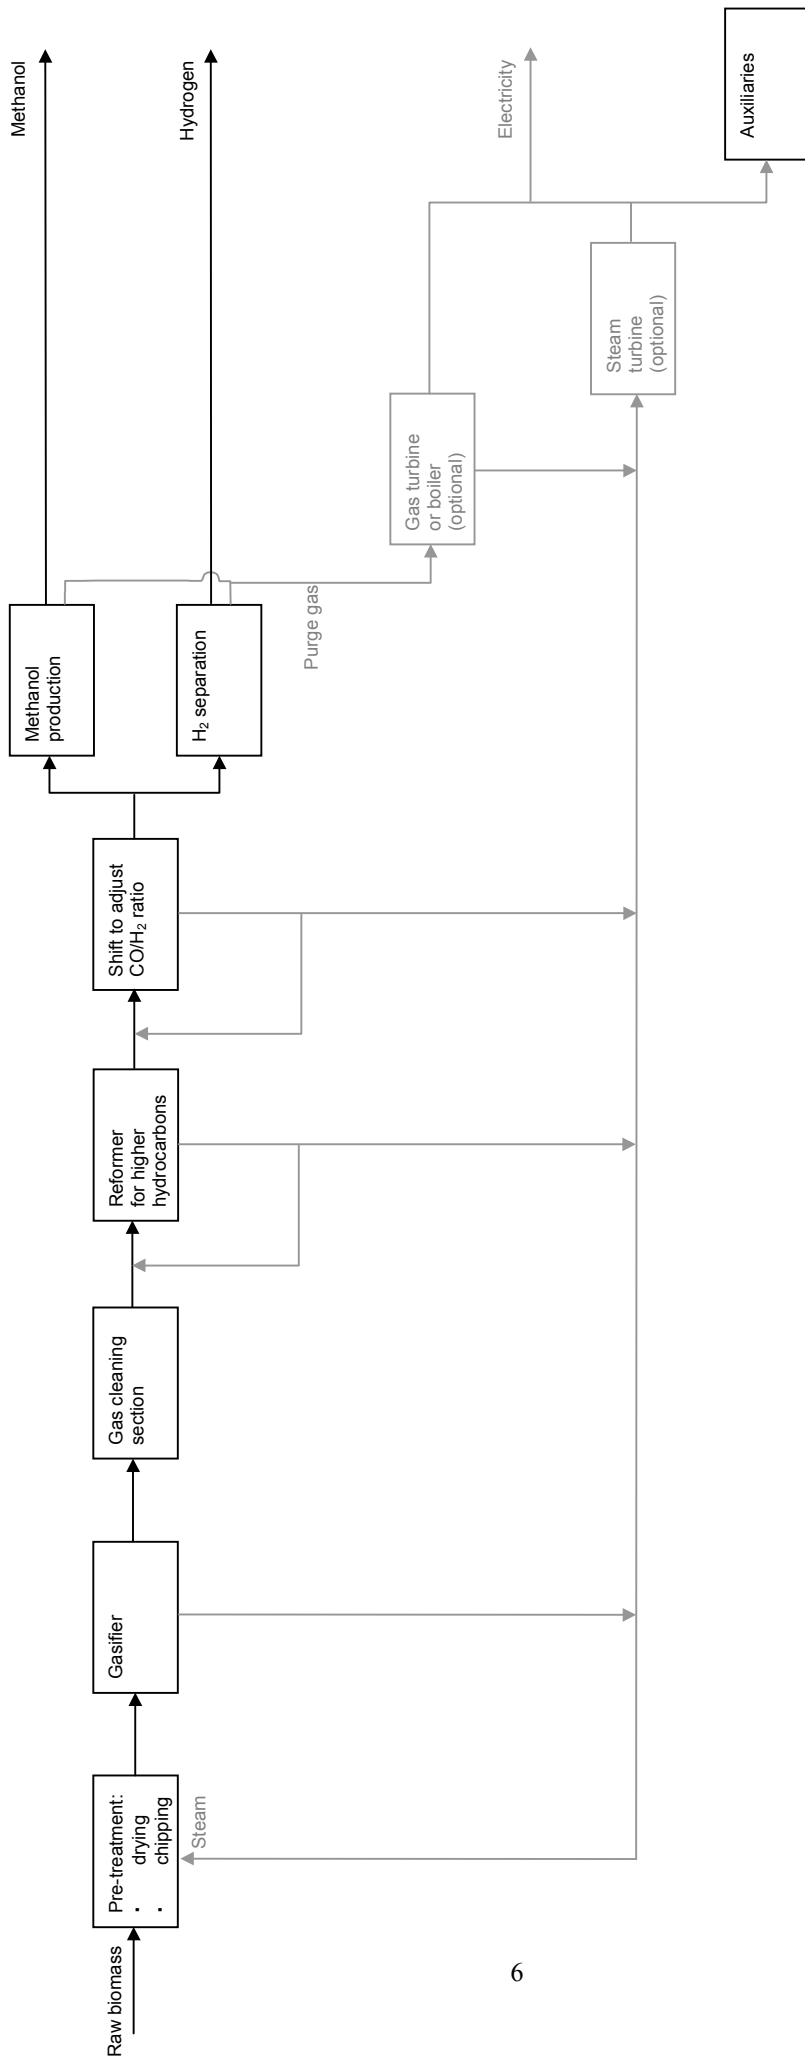 Raw biomass
Pre-treatment:
▪ drying
▪ chipping
Steam
Gasifier
Gas cleaning
section
Reformer
for higher
hydrocarbons
Shift to adjust
CO/H₂ ratio
Methanol
production
H₂ separation
Purge gas
Gas turbine
or boiler
(optional)
Steam
turbine
(optional)
Methanol
Hydrogen
Electricity
Auxiliaries
6